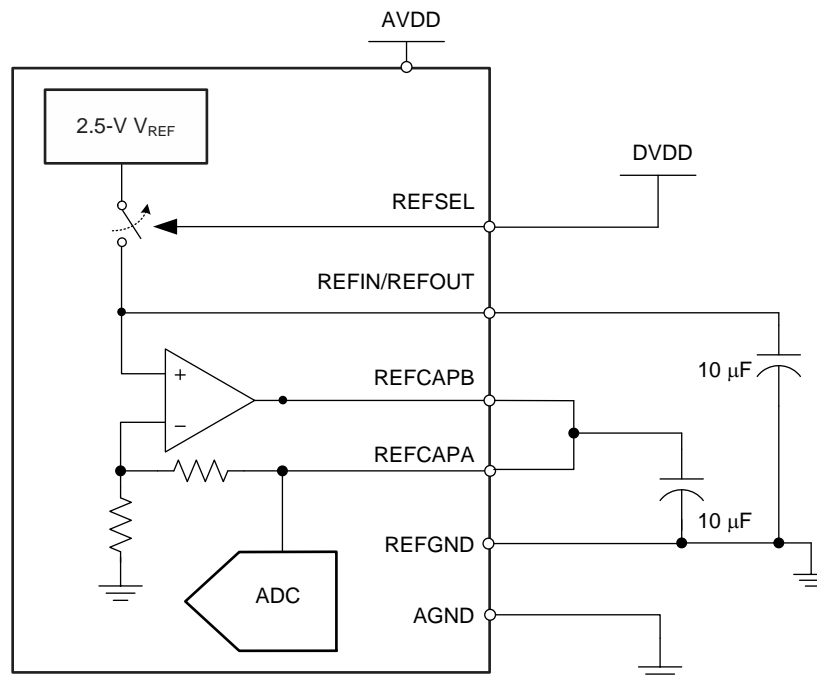 AVDD
2.5-V VREF
DVDD
REFSEL
REFIN/REFOUT
10 μF
+
REFCAPB
−
REFCAPA
10 μF
REFGND
ADC
AGND